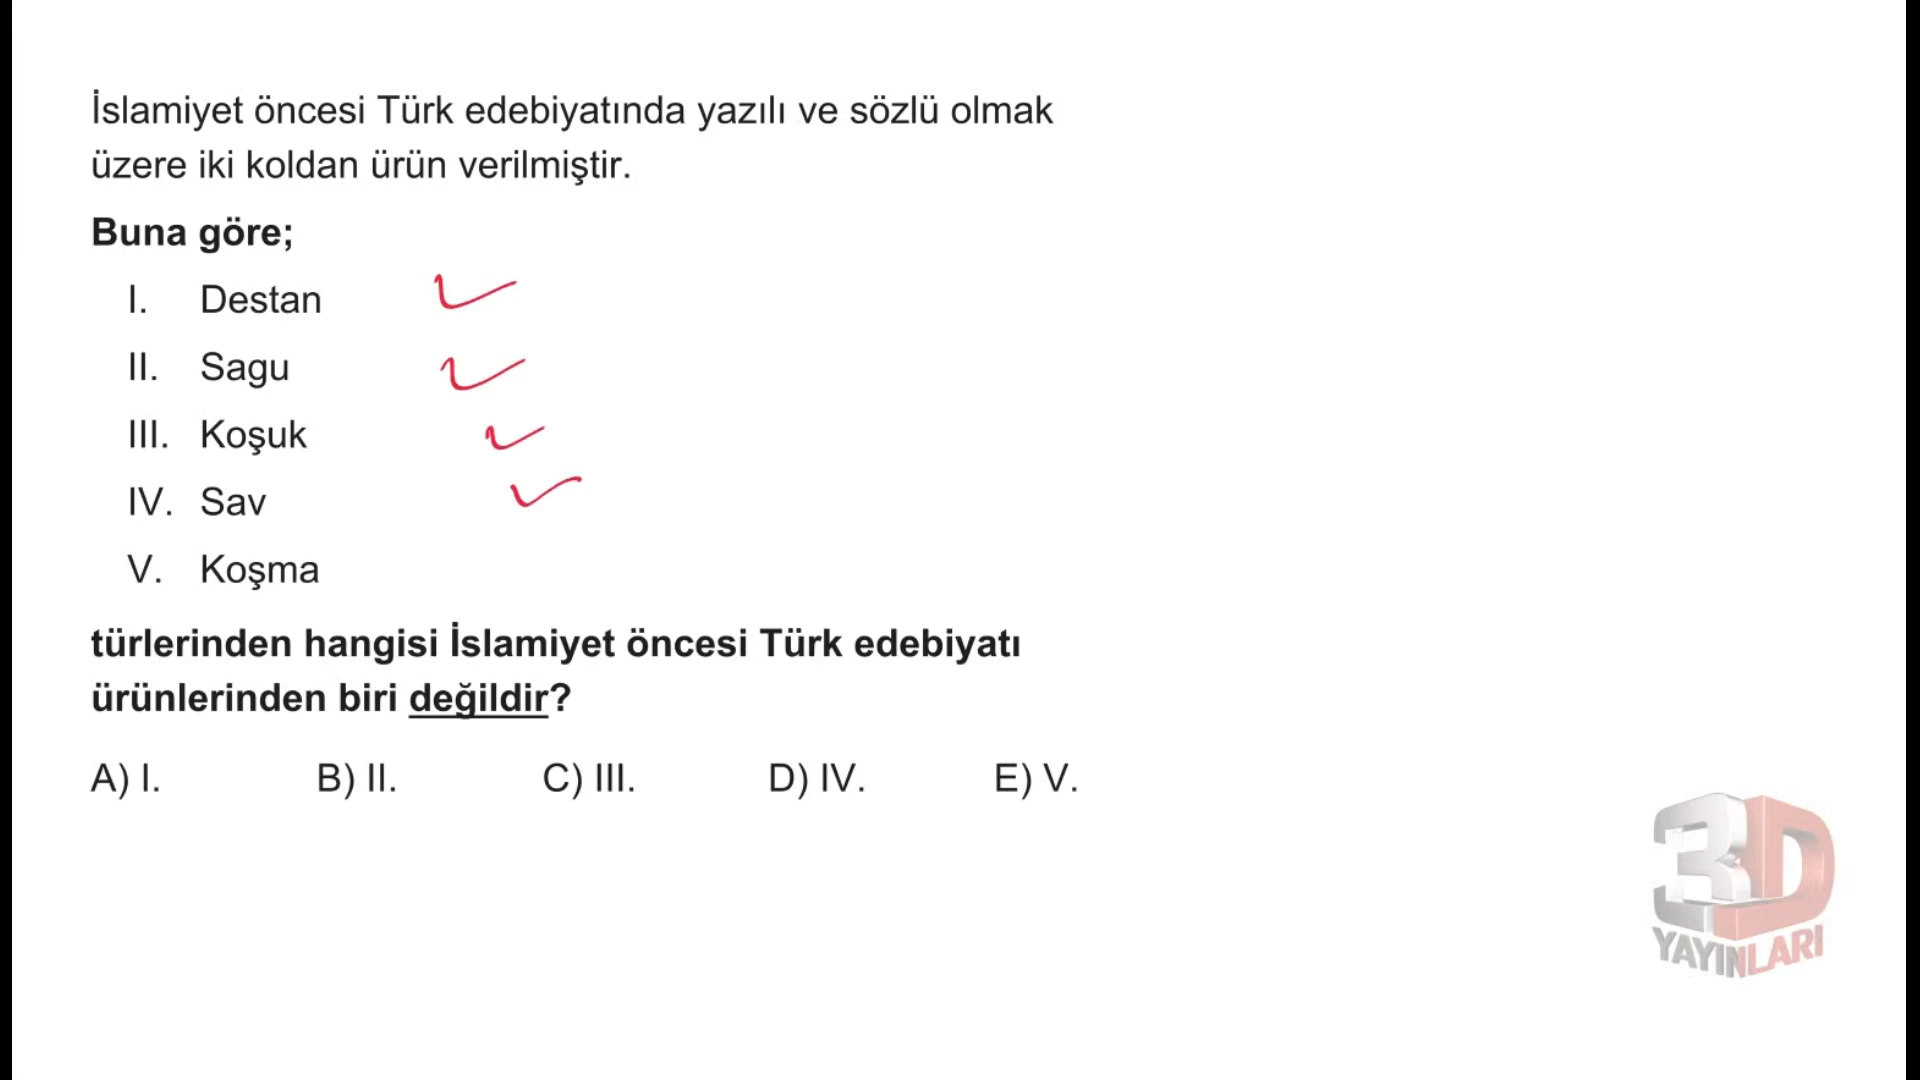 İslamiyet öncesi Türk edebiyatında yazılı ve sözlü olmak
üzere iki koldan ürün verilmiştir.
Buna göre;
I. Destan
II. Sagu
III. Koşuk
IV. Sav
V. Koşma
türlerinden hangisi İslamiyet öncesi Türk edebiyatı
ürünlerinden biri değildir?
A) I. B) II. C) III. D) IV. E) V.
3D
YAYINLARI